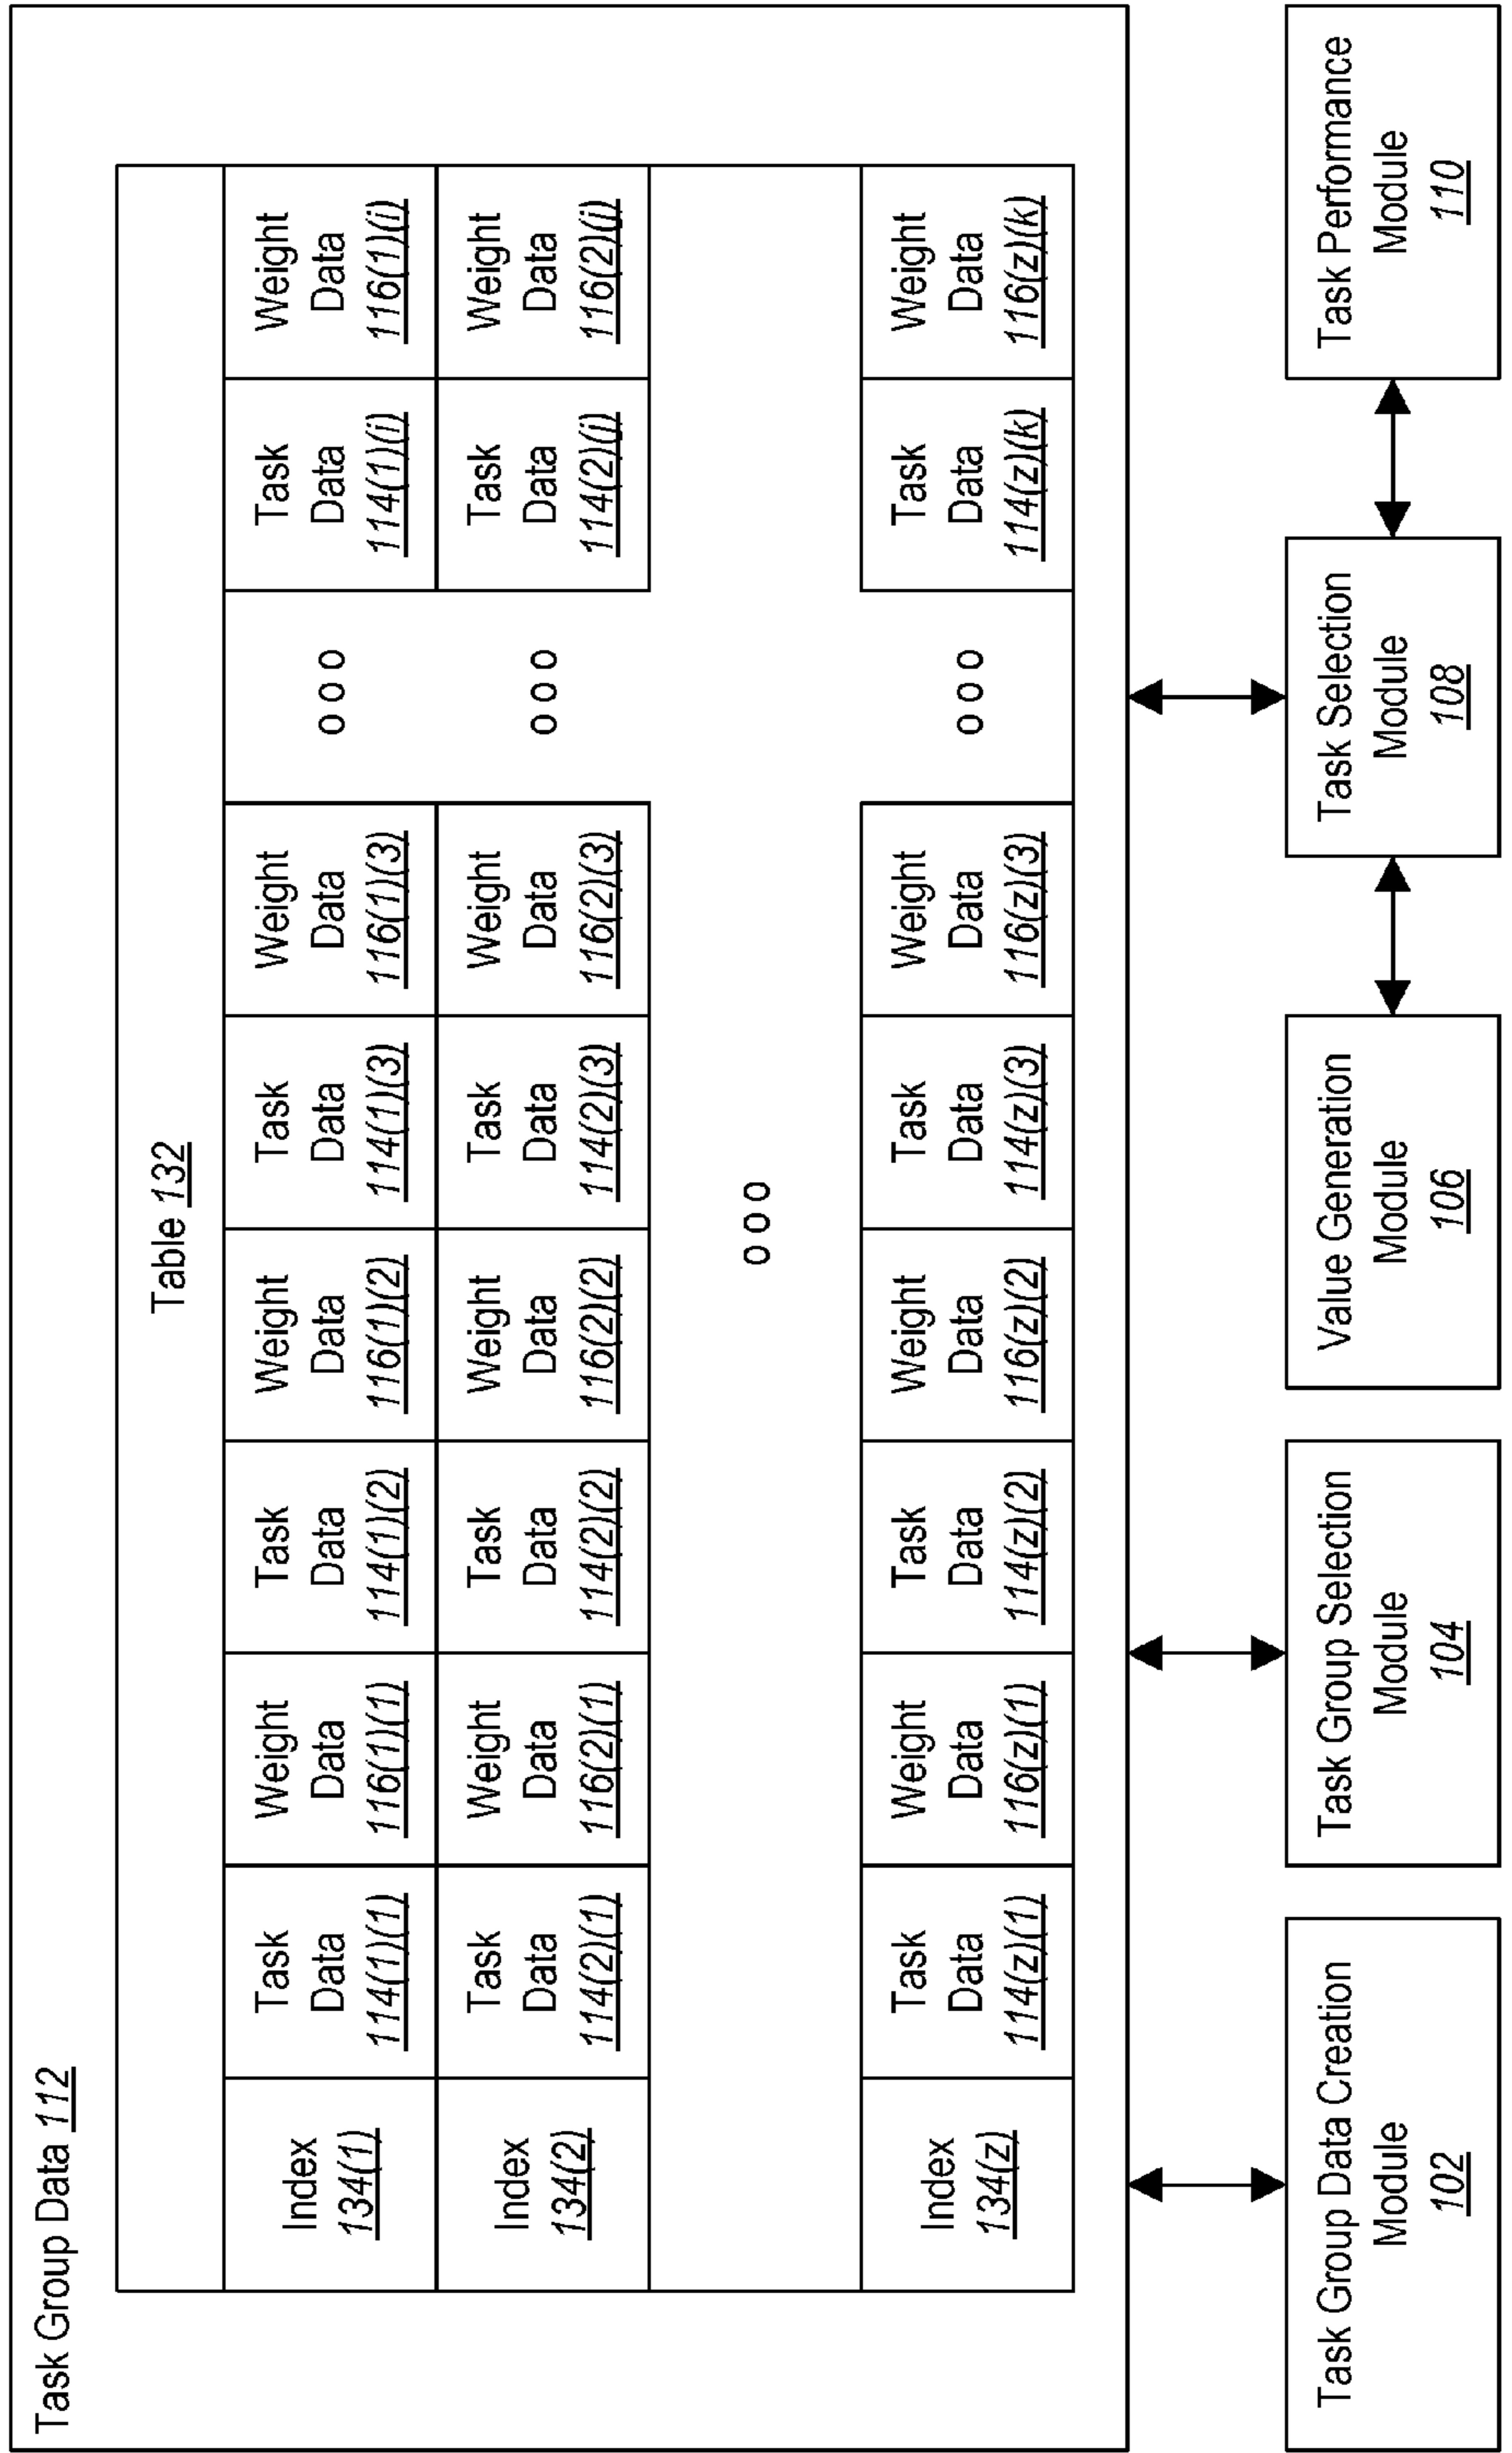 Task Group Data 112
Table 132
Index
134(1)
Task
Data
114(1)(1)
Weight
Data
116(1)(1)
Task
Data
114(1)(2)
Weight
Data
116(1)(2)
Task
Data
114(1)(3)
Weight
Data
116(1)(3)
o o o
Task
Data
114(1)(i)
Weight
Data
116(1)(i)
Index
134(2)
Task
Data
114(2)(1)
Weight
Data
116(2)(1)
Task
Data
114(2)(2)
Weight
Data
116(2)(2)
Task
Data
114(2)(3)
Weight
Data
116(2)(3)
o o o
Task
Data
114(2)(j)
Weight
Data
116(2)(j)
o o o
Index
134(z)
Task
Data
114(z)(1)
Weight
Data
116(z)(1)
Task
Data
114(z)(2)
Weight
Data
116(z)(2)
Task
Data
114(z)(3)
Weight
Data
116(z)(3)
o o o
Task
Data
114(z)(k)
Weight
Data
116(z)(k)
Task Group Data Creation
Module
102
Task Group Selection
Module
104
Value Generation
Module
106
Task Selection
Module
108
Task Performance
Module
110